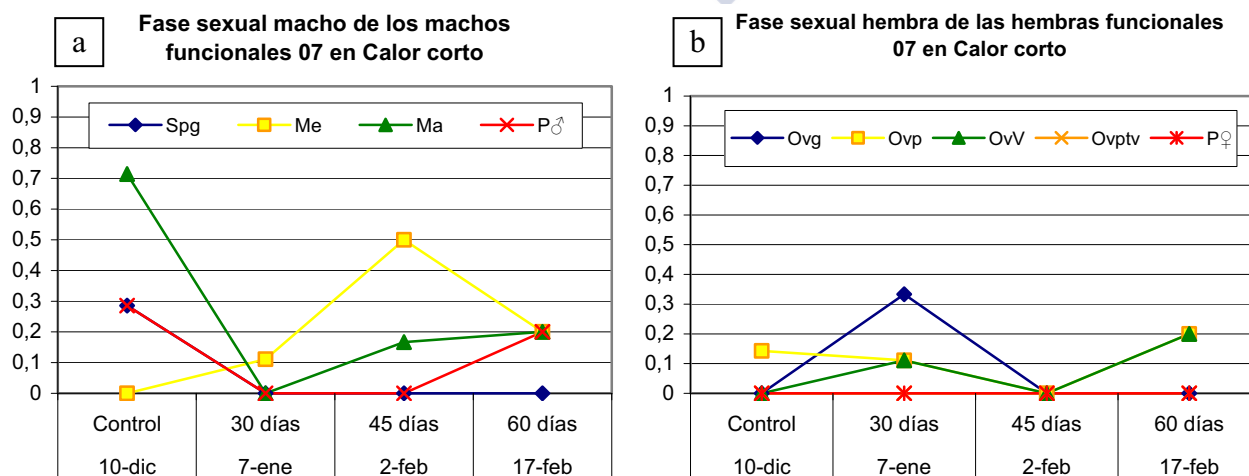 a
Fase sexual macho de los machos
funcionales 07 en Calor corto
1
0,9
0,8
0,7
0,6
0,5
0,4
0,3
0,2
0,1
0
Spg Me Ma P♂
Control 30 días 45 días 60 días
10-dic 7-ene 2-feb 17-feb
b
Fase sexual hembra de las hembras funcionales
07 en Calor corto
1
0,9
0,8
0,7
0,6
0,5
0,4
0,3
0,2
0,1
0
Ovg Ovp OvV Ovptv P♀
Control 30 días 45 días 60 días
10-dic 7-ene 2-feb 17-feb